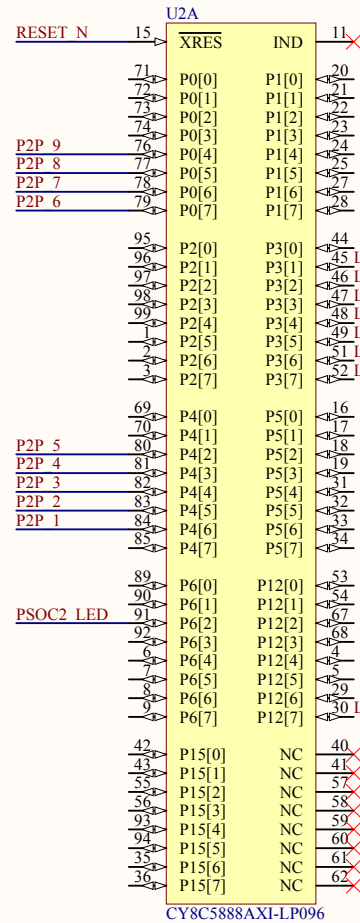 U2A
RESET_N 15 XRES IND 11
71 P0[0] P1[0] 20
72 P0[1] P1[1] 21
73 P0[2] P1[2] 22
74 P0[3] P1[3] 23
P2P_9 76 P0[4] P1[4] 24
P2P_8 77 P0[5] P1[5] 25
P2P_7 78 P0[6] P1[6] 27
P2P_6 79 P0[7] P1[7] 28
95 P2[0] P3[0] 44
96 P2[1] P3[1] 45 L
97 P2[2] P3[2] 46 L
98 P2[3] P3[3] 47 L
99 P2[4] P3[4] 48 L
1 P2[5] P3[5] 49 L
2 P2[6] P3[6] 51 L
3 P2[7] P3[7] 52 L
69 P4[0] P5[0] 16
70 P4[1] P5[1] 17
P2P_5 80 P4[2] P5[2] 18
P2P_4 81 P4[3] P5[3] 19
P2P_3 82 P4[4] P5[4] 31
P2P_2 83 P4[5] P5[5] 32
P2P_1 84 P4[6] P5[6] 33
85 P4[7] P5[7] 34
89 P6[0] P12[0] 53
90 P6[1] P12[1] 54
PSOC2_LED 91 P6[2] P12[2] 67
92 P6[3] P12[3] 68
6 P6[4] P12[4] 4
7 P6[5] P12[5] 5
8 P6[6] P12[6] 29
9 P6[7] P12[7] 30 L
42 P15[0] NC 40
43 P15[1] NC 41
55 P15[2] NC 57
56 P15[3] NC 58
93 P15[4] NC 59
94 P15[5] NC 60
35 P15[6] NC 61
36 P15[7] NC 62
CY8C5888AXI-LP096